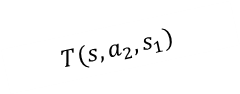 T(s, a₂, s₁)